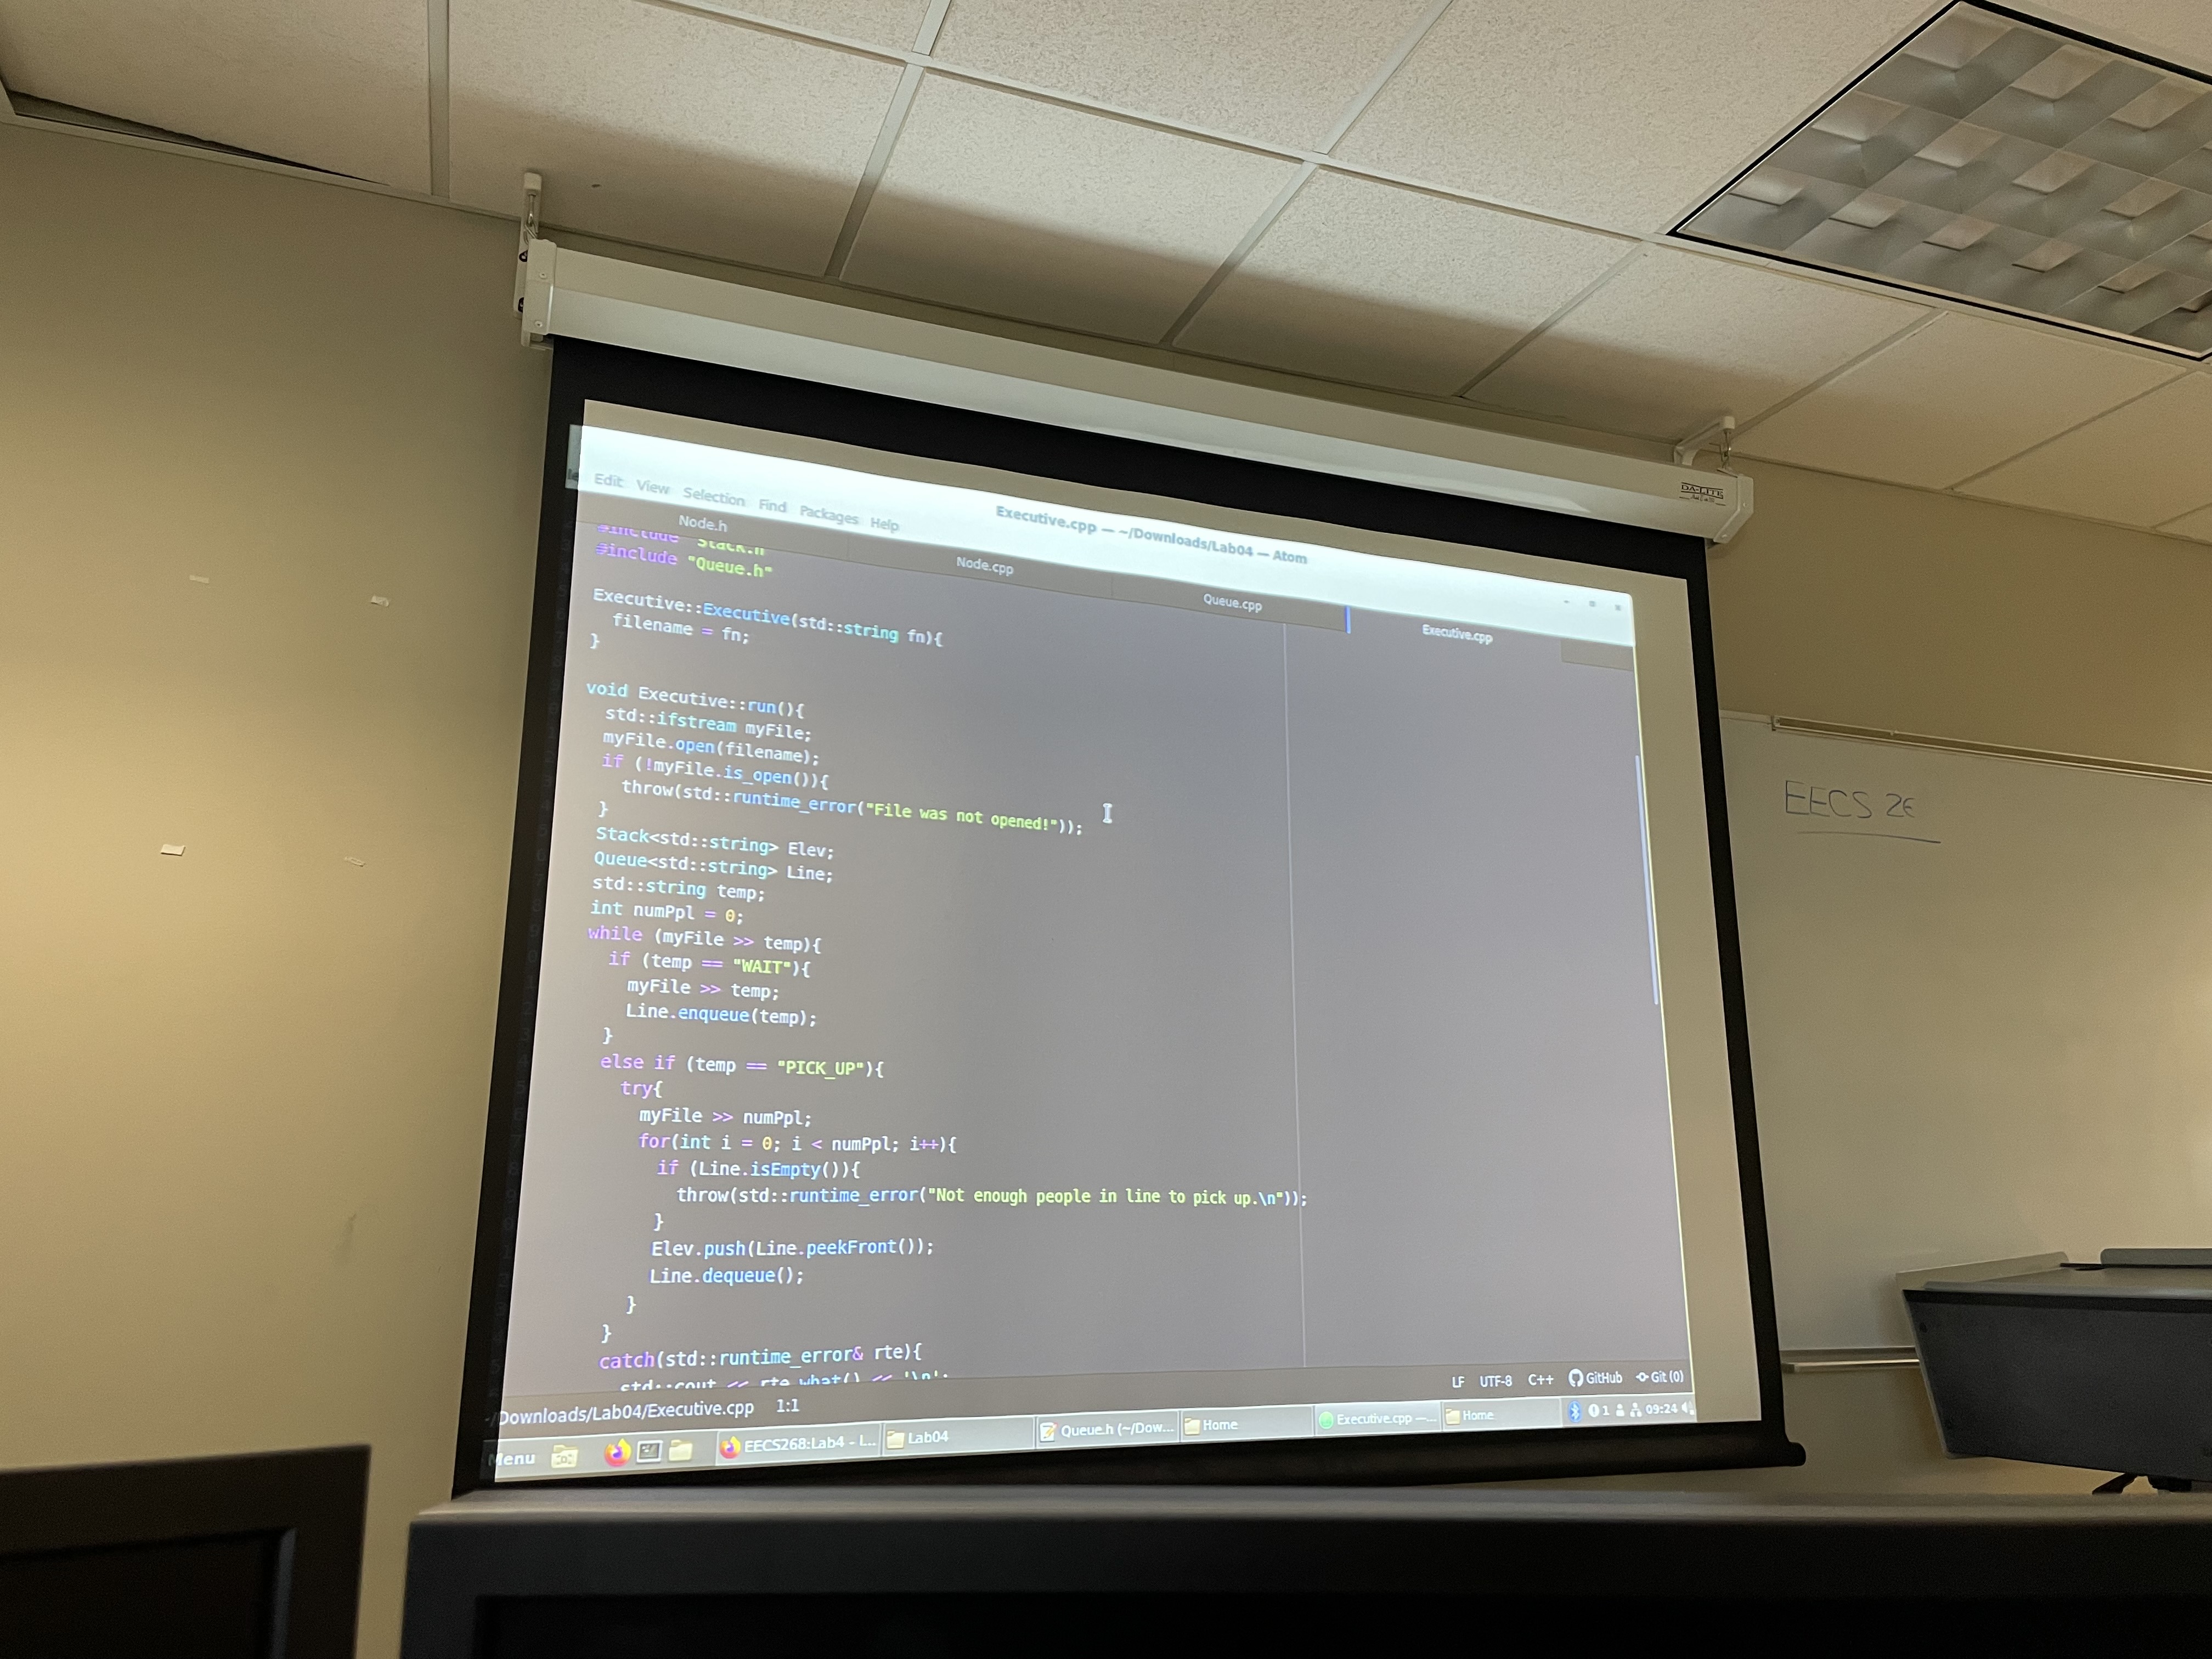 Edit View Selection Find Packages Help
Executive.cpp — ~/Downloads/Lab04 — Atom
Node.h
Node.cpp
Queue.cpp
Executive.cpp
#include "Stack.h"
#include "Queue.h"
Executive::Executive(std::string fn){
filename = fn;
}
void Executive::run(){
std::ifstream myFile;
myFile.open(filename);
if (!myFile.is_open()){
throw(std::runtime_error("File was not opened!"));
}
Stack<std::string> Elev;
Queue<std::string> Line;
std::string temp;
int numPpl = 0;
while (myFile >> temp){
if (temp == "WAIT"){
myFile >> temp;
Line.enqueue(temp);
}
else if (temp == "PICK_UP"){
try{
myFile >> numPpl;
for(int i = 0; i < numPpl; i++){
if (Line.isEmpty()){
throw(std::runtime_error("Not enough people in line to pick up.\n"));
}
Elev.push(Line.peekFront());
Line.dequeue();
}
}
catch(std::runtime_error& rte){
std::cout << rte.what() << '\n';
~/Downloads/Lab04/Executive.cpp 1:1
LF UTF-8 C++ GitHub Git (0)
Menu
EECS268:Lab4 - L...
Lab04
Queue.h (~/Dow...
Home
Executive.cpp —...
Home
1
09:24
DA-LITE
EECS 26